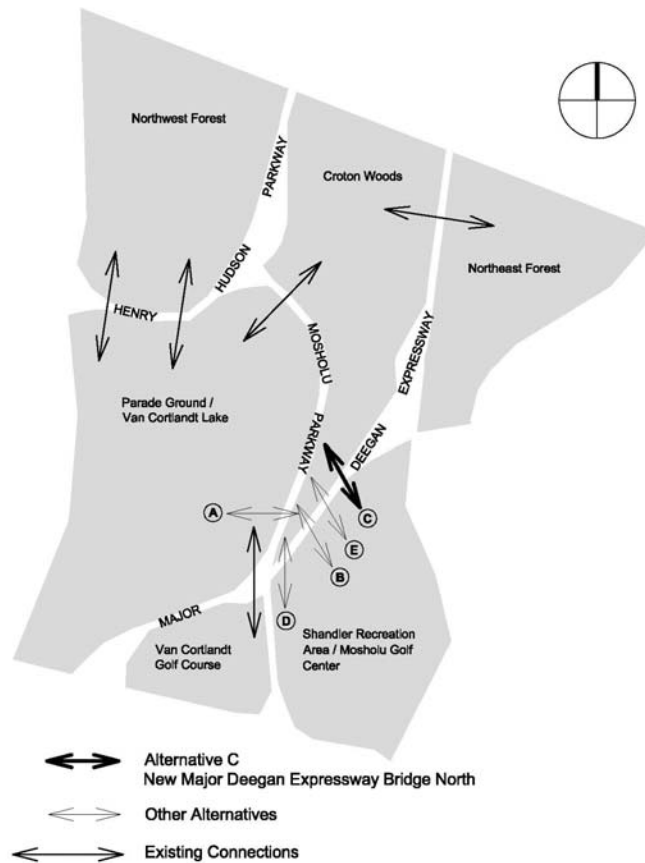 Northwest Forest
PARKWAY
Croton Woods
HUDSON
HENRY
Northeast Forest
MOSHOLU
EXPRESSWAY
Parade Ground /
Van Cortlandt Lake
PARKWAY
DEEGAN
A
C
E
B
D
MAJOR
Van Cortlandt
Golf Course
Shandler Recreation
Area / Mosholu Golf
Center
Alternative C
New Major Deegan Expressway Bridge North
Other Alternatives
Existing Connections